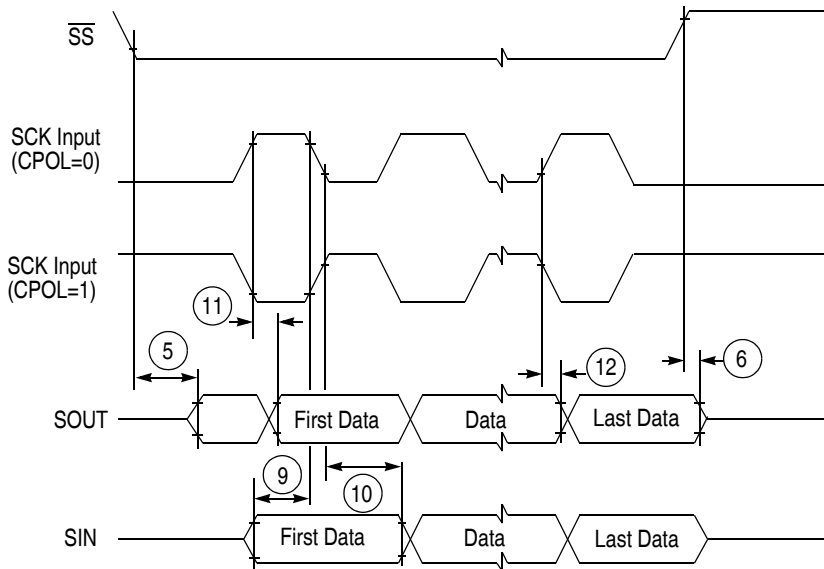 SS
SCK Input
(CPOL=0)
SCK Input
(CPOL=1)
11
5
12
6
SOUT
First Data
Data
Last Data
9
10
SIN
First Data
Data
Last Data